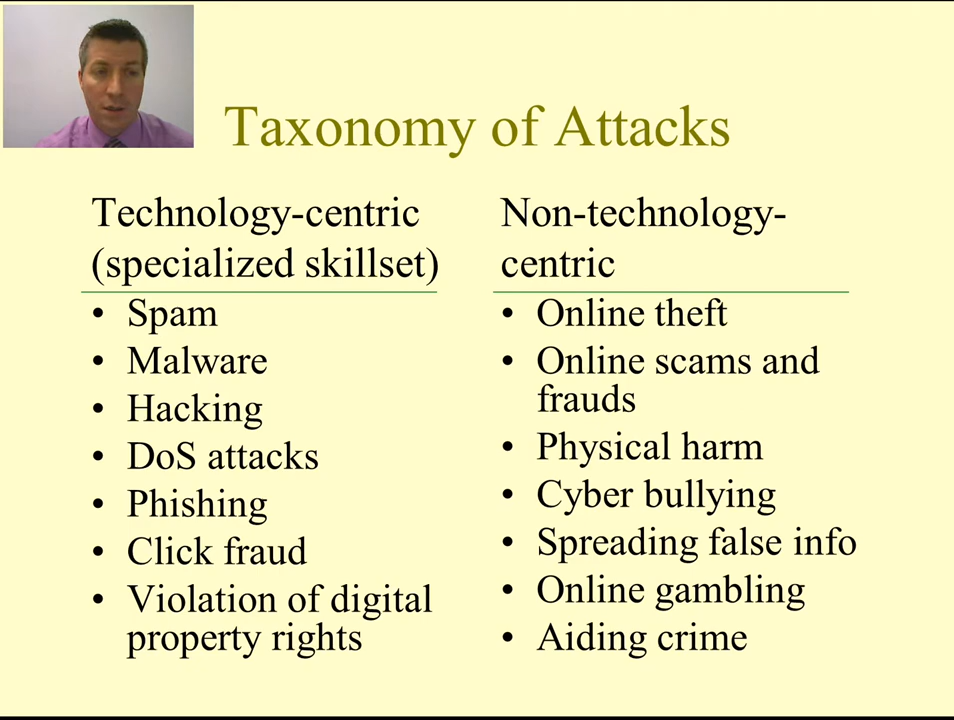 Taxonomy of Attacks
Technology-centric
(specialized skillset)
• Spam
• Malware
• Hacking
• DoS attacks
• Phishing
• Click fraud
• Violation of digital
property rights
Non-technology-
centric
• Online theft
• Online scams and
frauds
• Physical harm
• Cyber bullying
• Spreading false info
• Online gambling
• Aiding crime